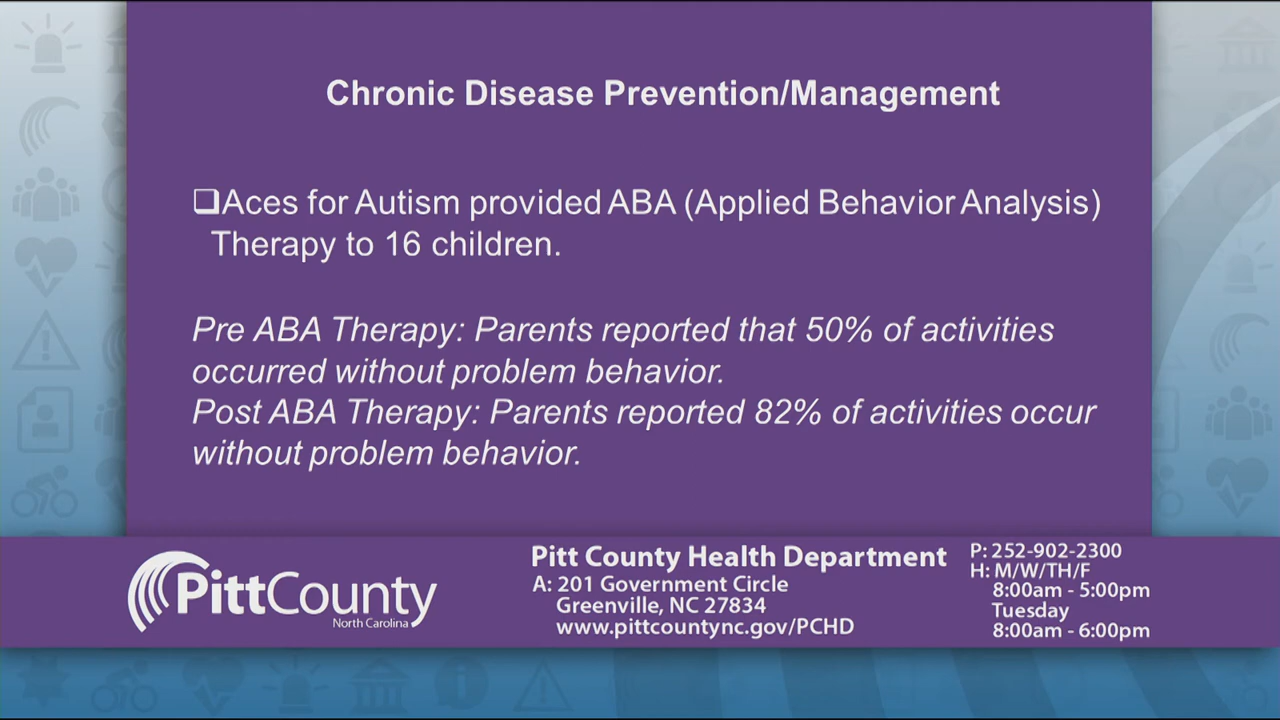 Chronic Disease Prevention/Management
❑Aces for Autism provided ABA (Applied Behavior Analysis)
Therapy to 16 children.
Pre ABA Therapy: Parents reported that 50% of activities
occurred without problem behavior.
Post ABA Therapy: Parents reported 82% of activities occur
without problem behavior.
PittCounty
North Carolina
Pitt County Health Department
A: 201 Government Circle
Greenville, NC 27834
www.pittcountync.gov/PCHD
P: 252-902-2300
H: M/W/TH/F
8:00am - 5:00pm
Tuesday
8:00am - 6:00pm